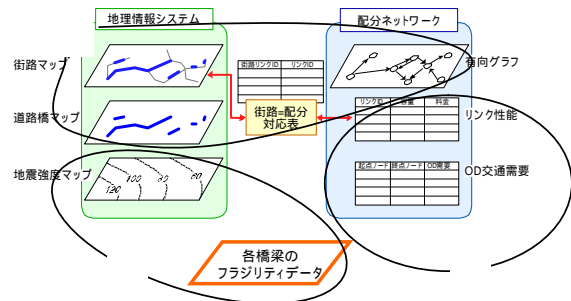 地理情報システム
配分ネットワーク
街路マップ
有向グラフ
街路リンクID リンクID
道路橋マップ
街路=配分
対応表
リンクID 容量 料金
リンク性能
地震強度マップ
120 100 80 60
起点ノード 終点ノード OD需要
OD交通需要
各橋梁の
フラジリティデータ